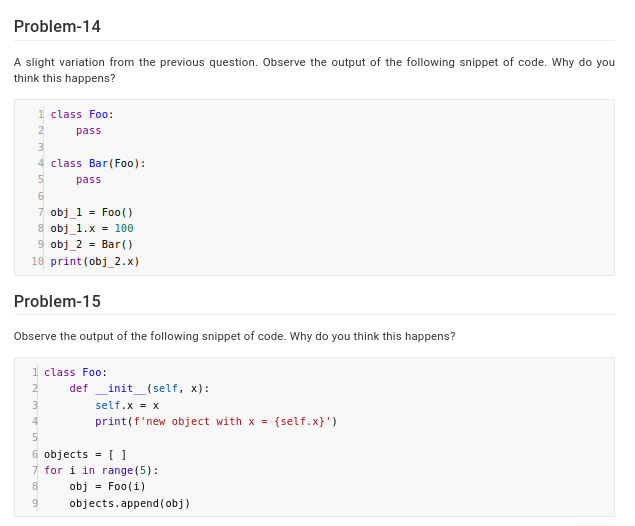 Problem-14
A slight variation from the previous question. Observe the output of the following snippet of code. Why do you
think this happens?
1 class Foo:
2     pass
3
4 class Bar(Foo):
5     pass
6
7 obj_1 = Foo()
8 obj_1.x = 100
9 obj_2 = Bar()
10 print(obj_2.x)
Problem-15
Observe the output of the following snippet of code. Why do you think this happens?
1 class Foo:
2     def __init__(self, x):
3         self.x = x
4         print(f'new object with x = {self.x}')
5
6 objects = [ ]
7 for i in range(5):
8     obj = Foo(i)
9     objects.append(obj)